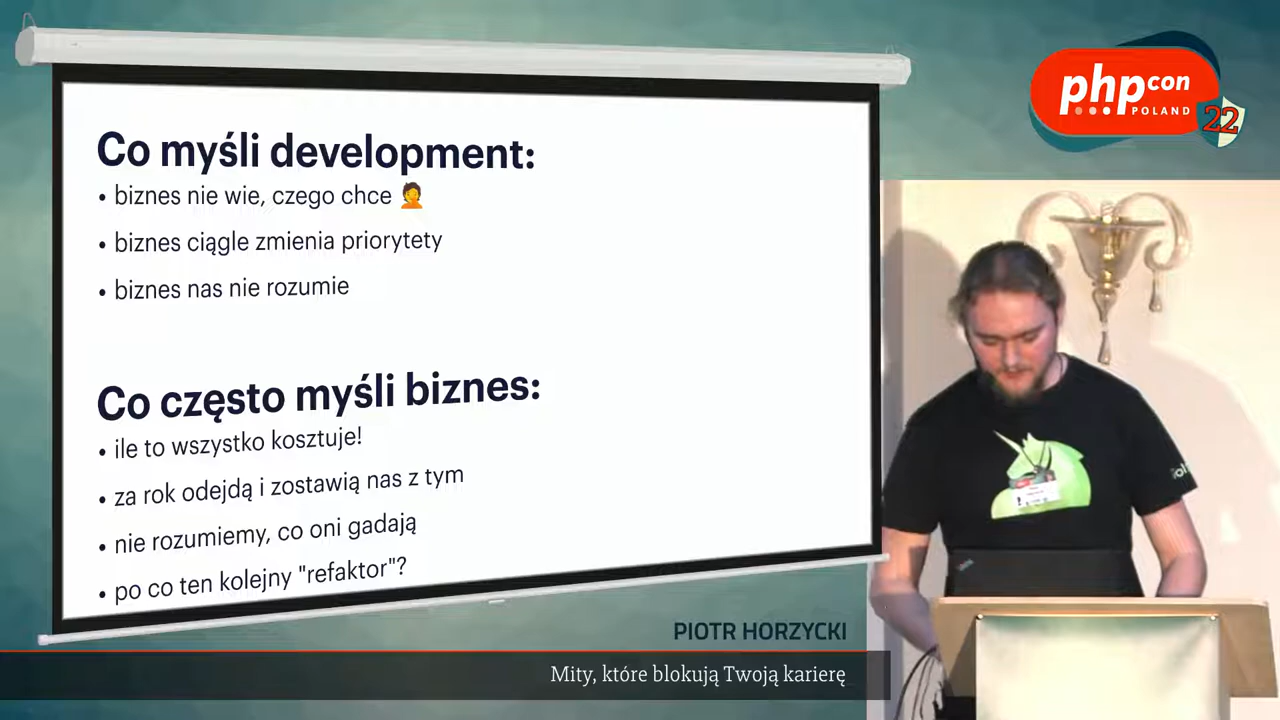 Co myśli development:
• biznes nie wie, czego chce 🤦
• biznes ciągle zmienia priorytety
• biznes nas nie rozumie
Co często myśli biznes:
• ile to wszystko kosztuje!
• za rok odejdą i zostawią nas z tym
• nie rozumiemy, co oni gadają
• po co ten kolejny "refaktor"?
php con
POLAND
22
PIOTR HORZYCKI
Mity, które blokują Twoją karierę